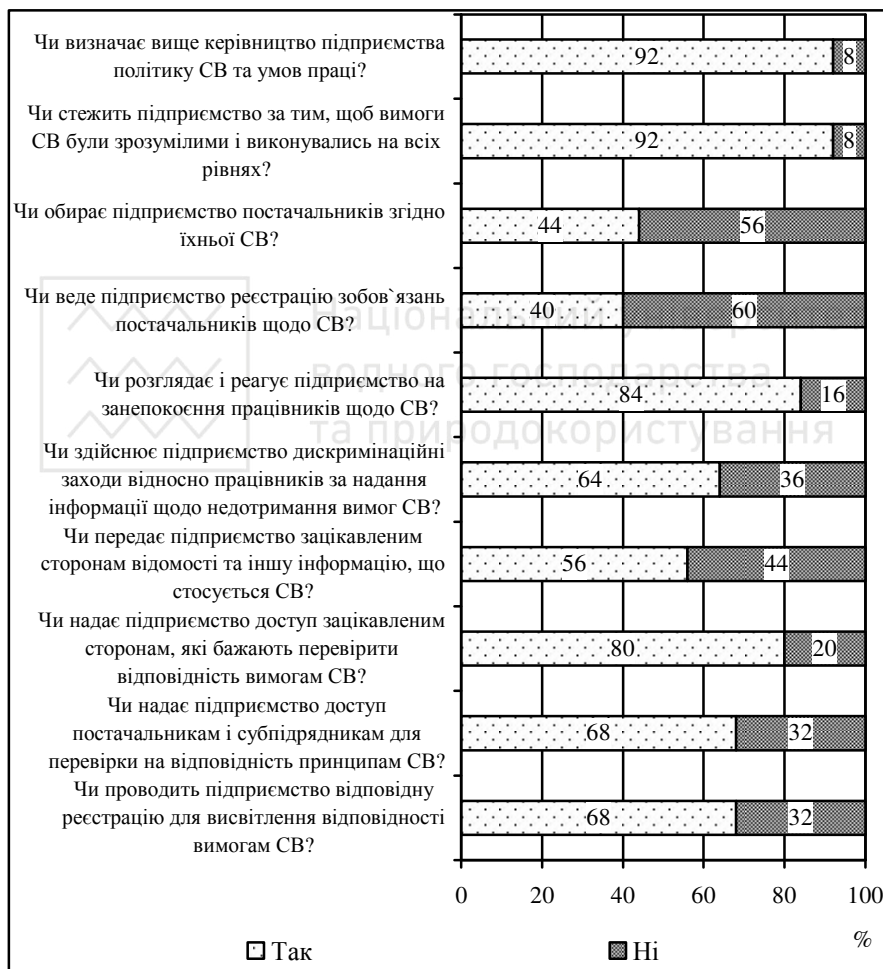 Чи визначає вище керівництво підприємства
політику СВ та умов праці?
92
8
Чи стежить підприємство за тим, щоб вимоги
СВ були зрозумілими і виконувались на всіх
рівнях?
92
8
Чи обирає підприємство постачальників згідно
їхньої СВ?
44
56
Чи веде підприємство реєстрацію зобов`язань
постачальників щодо СВ?
40
60
Чи розглядає і реагує підприємство на
занепокоєння працівників щодо СВ?
84
16
Чи здійснює підприємство дискримінаційні
заходи відносно працівників за надання
інформації щодо недотримання вимог СВ?
64
36
Чи передає підприємство зацікавленим
сторонам відомості та іншу інформацію, що
стосується СВ?
56
44
Чи надає підприємство доступ зацікавленим
сторонам, які бажають перевірити
відповідність вимогам СВ?
80
20
Чи надає підприємство доступ
постачальникам і субпідрядникам для
перевірки на відповідність принципам СВ?
68
32
Чи проводить підприємство відповідну
реєстрацію для висвітлення відповідності
вимогам СВ?
68
32
0 20 40 60 80 100
%
Так Ні
Національний
водного господарства
та природокористування